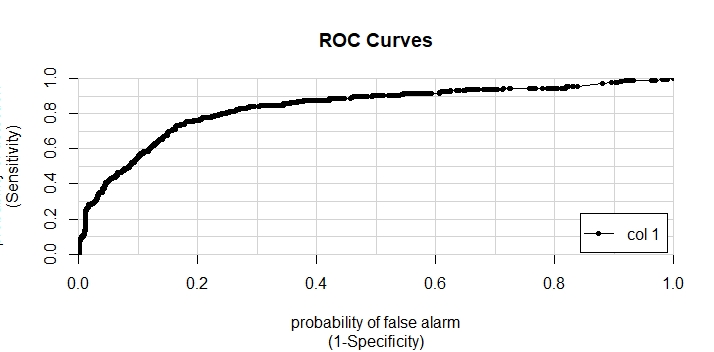 ROC Curves
(Sensitivity)
1.0
0.8
0.6
0.4
0.2
0.0
col 1
0.0 0.2 0.4 0.6 0.8 1.0
probability of false alarm
(1-Specificity)